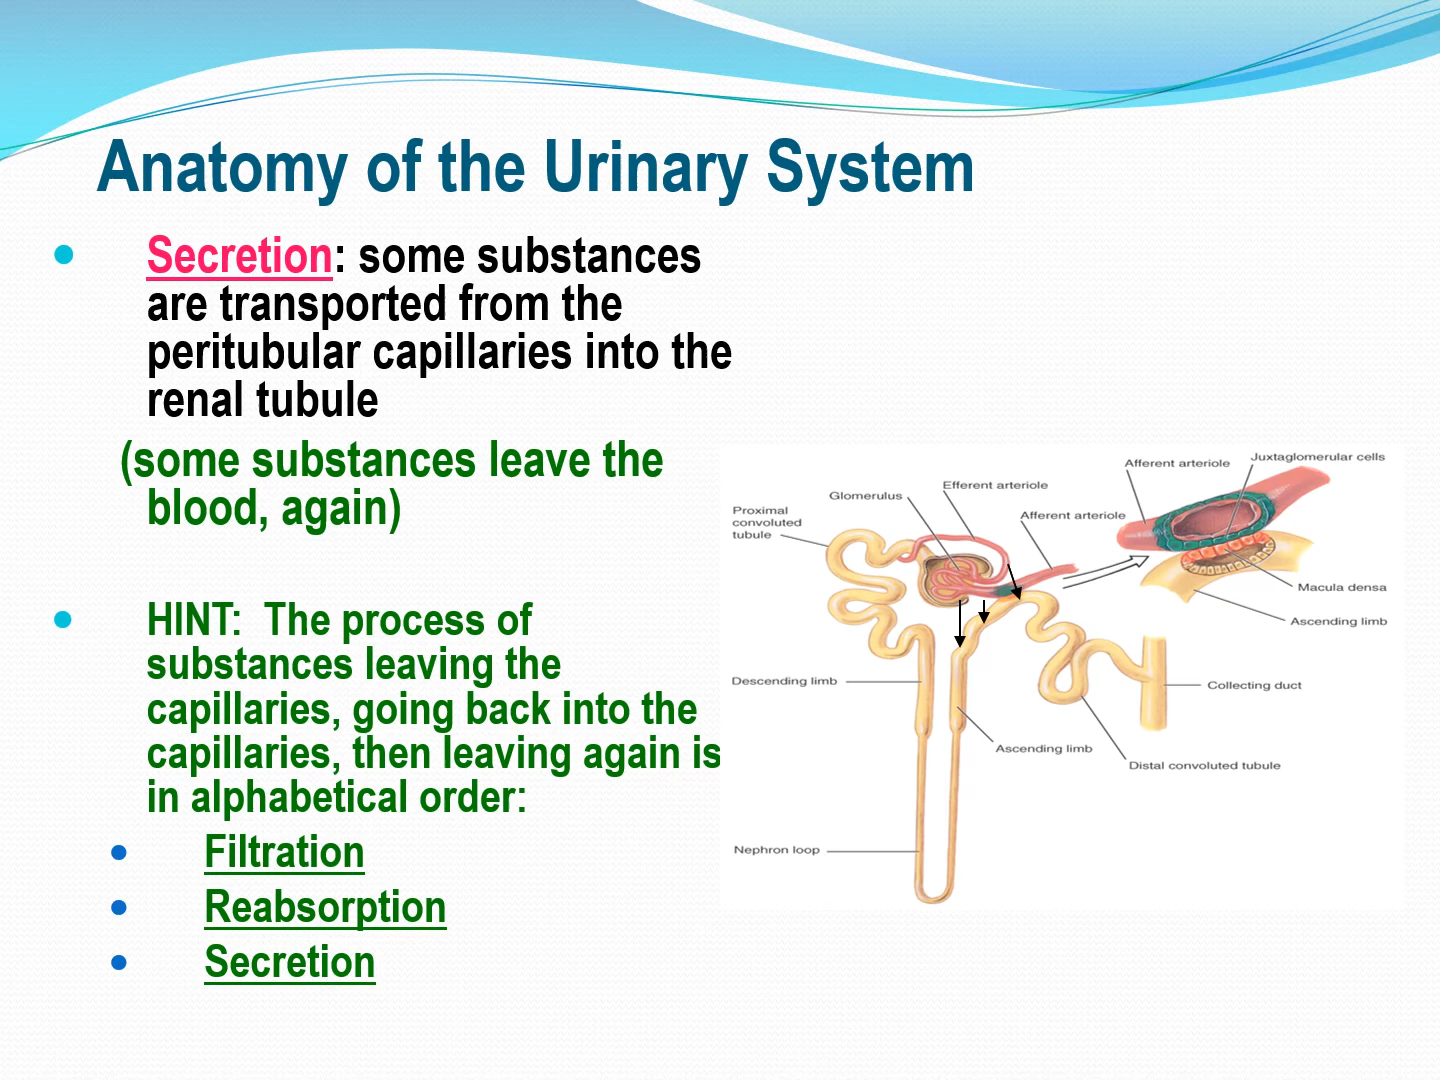 Anatomy of the Urinary System
Secretion: some substances
are transported from the
peritubular capillaries into the
renal tubule
(some substances leave the
blood, again)
HINT:  The process of
substances leaving the
capillaries, going back into the
capillaries, then leaving again is
in alphabetical order:
Filtration
Reabsorption
Secretion
Juxtaglomerular cells
Afferent arteriole
Efferent arteriole
Glomerulus
Proximal
convoluted
tubule
Afferent arteriole
Macula densa
Ascending limb
Descending limb
Collecting duct
Ascending limb
Distal convoluted tubule
Nephron loop